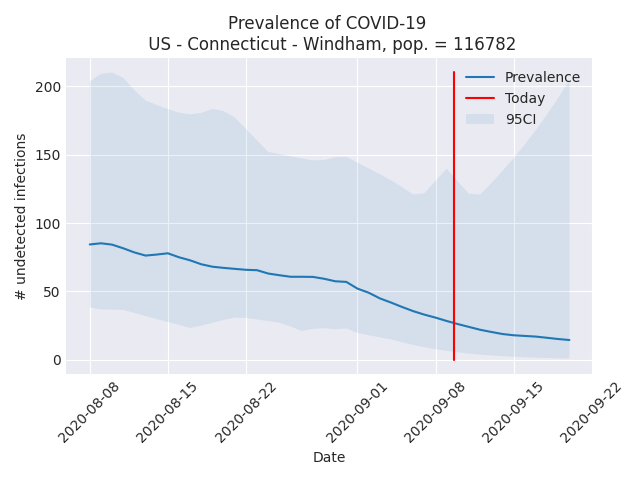 Prevalence of COVID-19
US - Connecticut - Windham, pop. = 116782
Prevalence
Today
95CI
200
150
100
50
0
# undetected infections
2020-08-08
2020-08-15
2020-08-22
2020-09-01
2020-09-08
2020-09-15
2020-09-22
Date